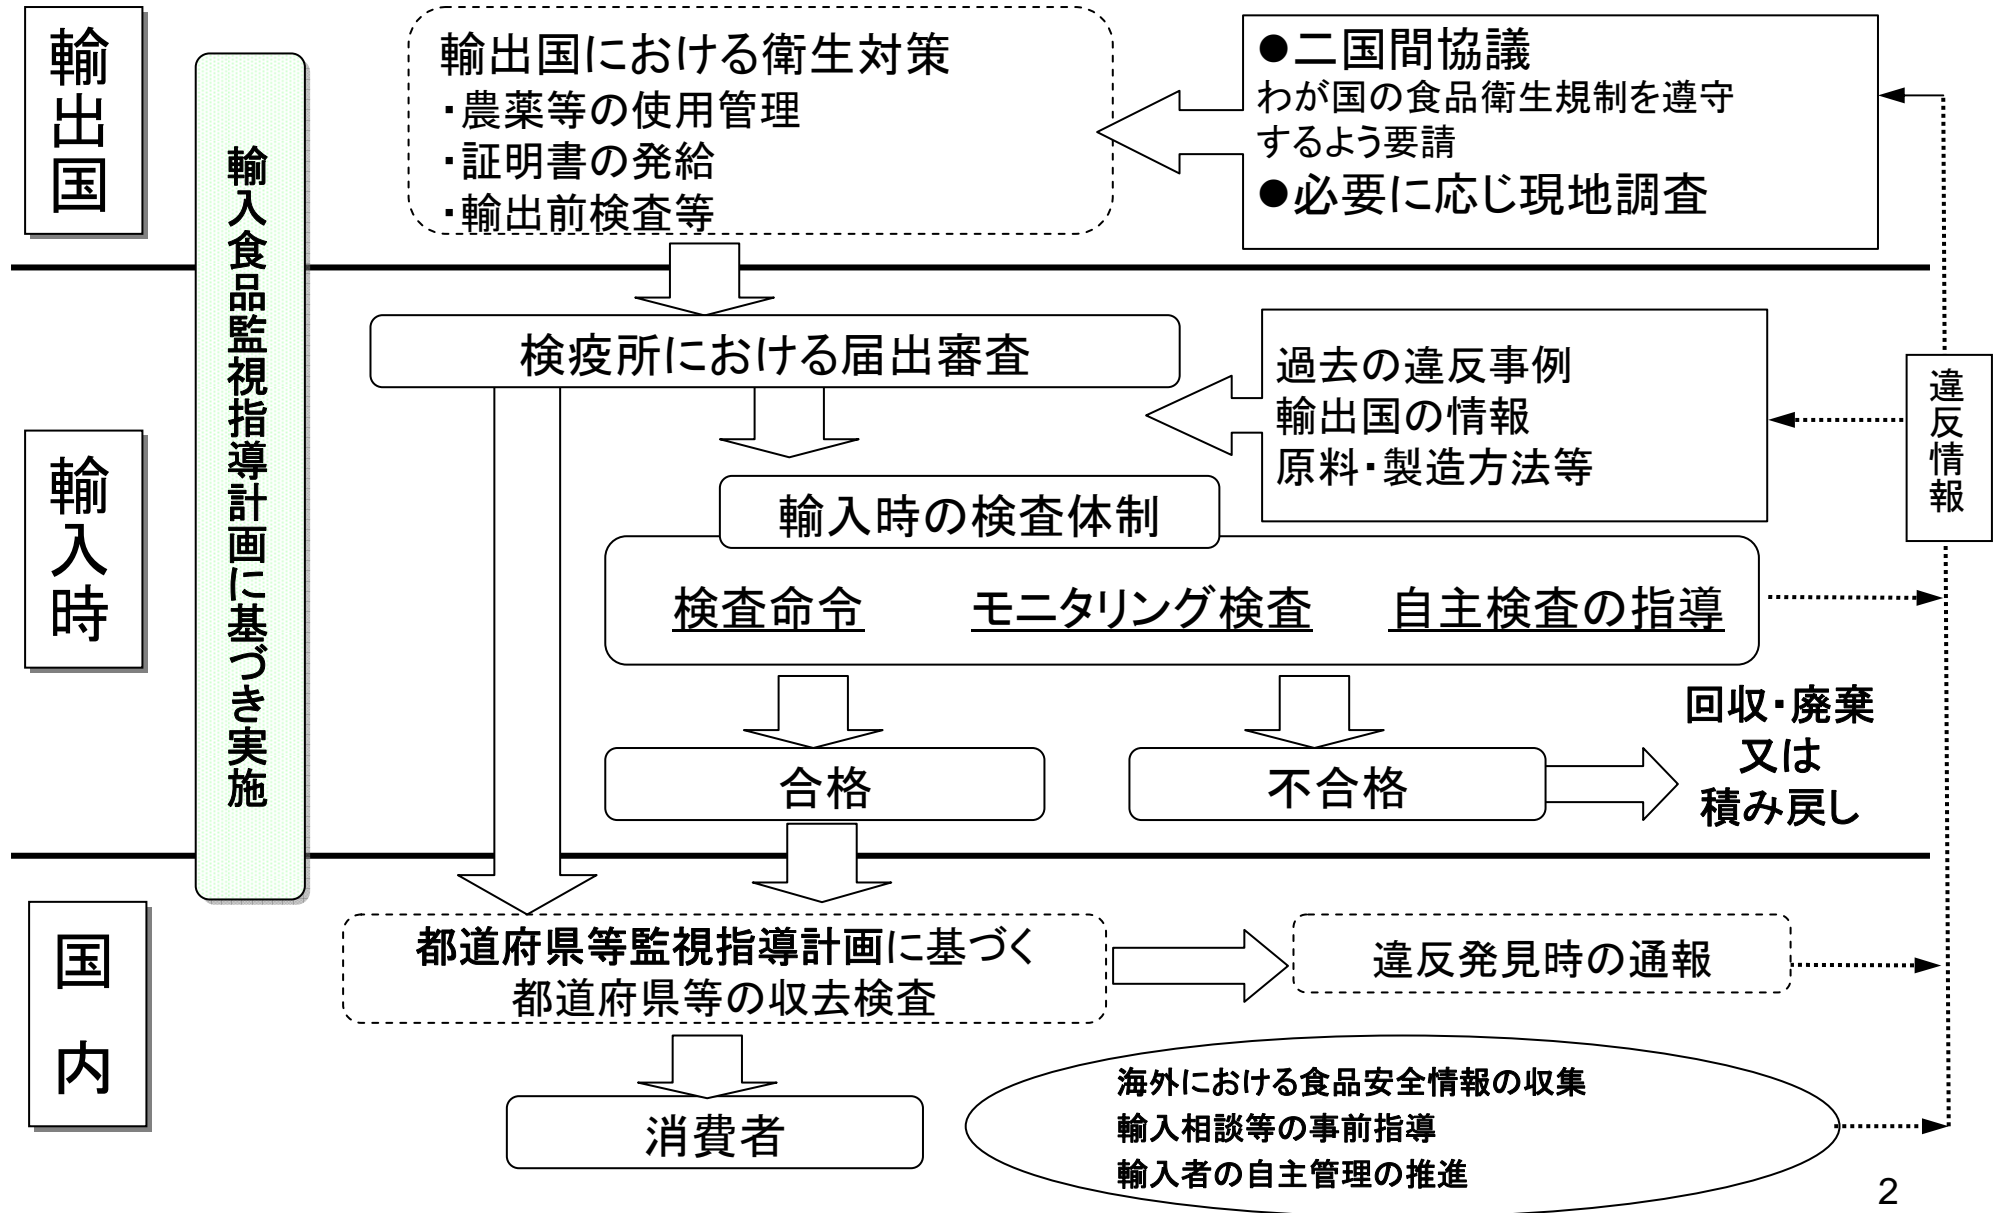 輸出国
輸入食品監視指導計画に基づき実施
輸出国における衛生対策
・農薬等の使用管理
・証明書の発給
・輸出前検査等
●二国間協議
わが国の食品衛生規制を遵守
するよう要請
●必要に応じ現地調査
輸入時
検疫所における届出審査
過去の違反事例
輸出国の情報
原料・製造方法等
違反情報
輸入時の検査体制
検査命令 モニタリング検査 自主検査の指導
合格
不合格
回収・廃棄
又は
積み戻し
国内
都道府県等監視指導計画に基づく
都道府県等の収去検査
違反発見時の通報
消費者
海外における食品安全情報の収集
輸入相談等の事前指導
輸入者の自主管理の推進
2